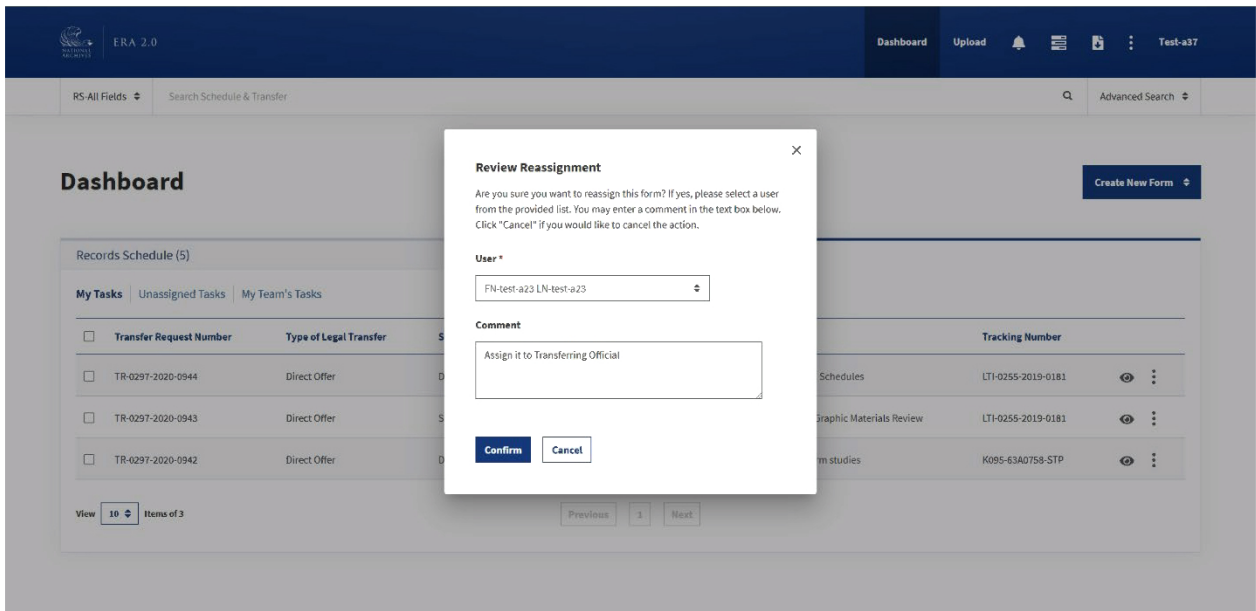 NATIONAL
ARCHIVES
ERA 2.0
Dashboard
Upload
Test-a37
RS-All Fields
Search Schedule & Transfer
Advanced Search
Dashboard
Create New Form
Review Reassignment
Are you sure you want to reassign this form? If yes, please select a user
from the provided list. You may enter a comment in the text box below.
Click "Cancel" if you would like to cancel the action.
User *
FN-test-a23 LN-test-a23
Comment
Assign it to Transferring Official
Confirm
Cancel
Records Schedule (5)
My Tasks
Unassigned Tasks
My Team's Tasks
Transfer Request Number
Type of Legal Transfer
S
Tracking Number
TR-0297-2020-0944
Direct Offer
D
Schedules
LTI-0255-2019-0181
TR-0297-2020-0943
Direct Offer
S
Graphic Materials Review
LTI-0255-2019-0181
TR-0297-2020-0942
Direct Offer
D
rm studies
K095-63A0758-STP
View
10
Items of 3
Previous
1
Next